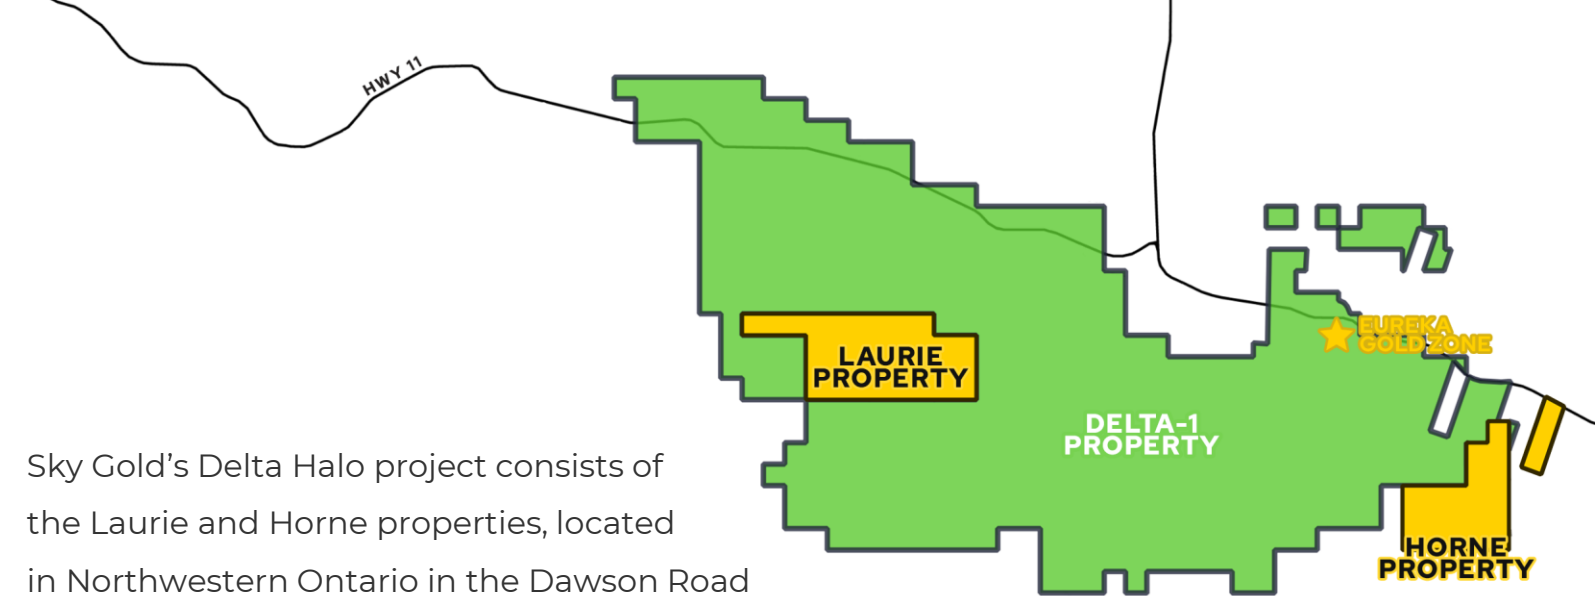 HWY 11
EUREKA
GOLD ZONE
LAURIE
PROPERTY
DELTA-1
PROPERTY
Sky Gold’s Delta Halo project consists of
the Laurie and Horne properties, located
in Northwestern Ontario in the Dawson Road
HORNE
PROPERTY